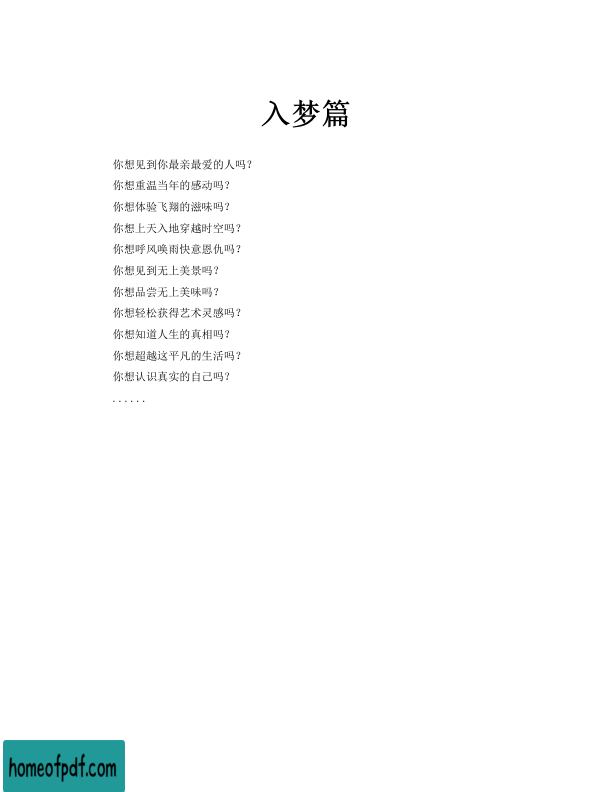 入梦篇
你想见到你最亲最爱的人吗?
你想重温当年的感动吗?
你想体验飞翔的滋味吗?
你想上天入地穿越时空吗?
你想呼风唤雨快意恩仇吗?
你想见到无上美景吗?
你想品尝无上美味吗?
你想轻松获得艺术灵感吗?
你想知道人生的真相吗?
你想超越这平凡的生活吗?
你想认识真实的自己吗?
......
homeofpdf.com